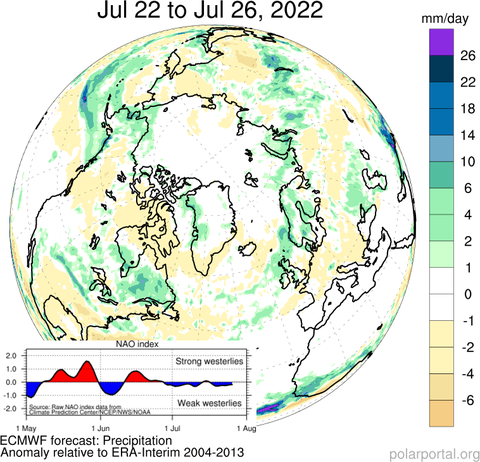 Jul 22 to Jul 26, 2022
mm/day
26
22
18
14
10
6
4
2
1
0
-1
-2
-4
-6
NAO index
2.0
1.0
0.0
-1.0
-2.0
Strong westerlies
Weak westerlies
Source: Raw NAO index data from
Climate Prediction Center/NCEP/NWS/NOAA
1 May
1 Jun
1 Jul
1 Aug
ECMWF forecast: Precipitation
Anomaly relative to ERA-Interim 2004-2013
polarportal.org